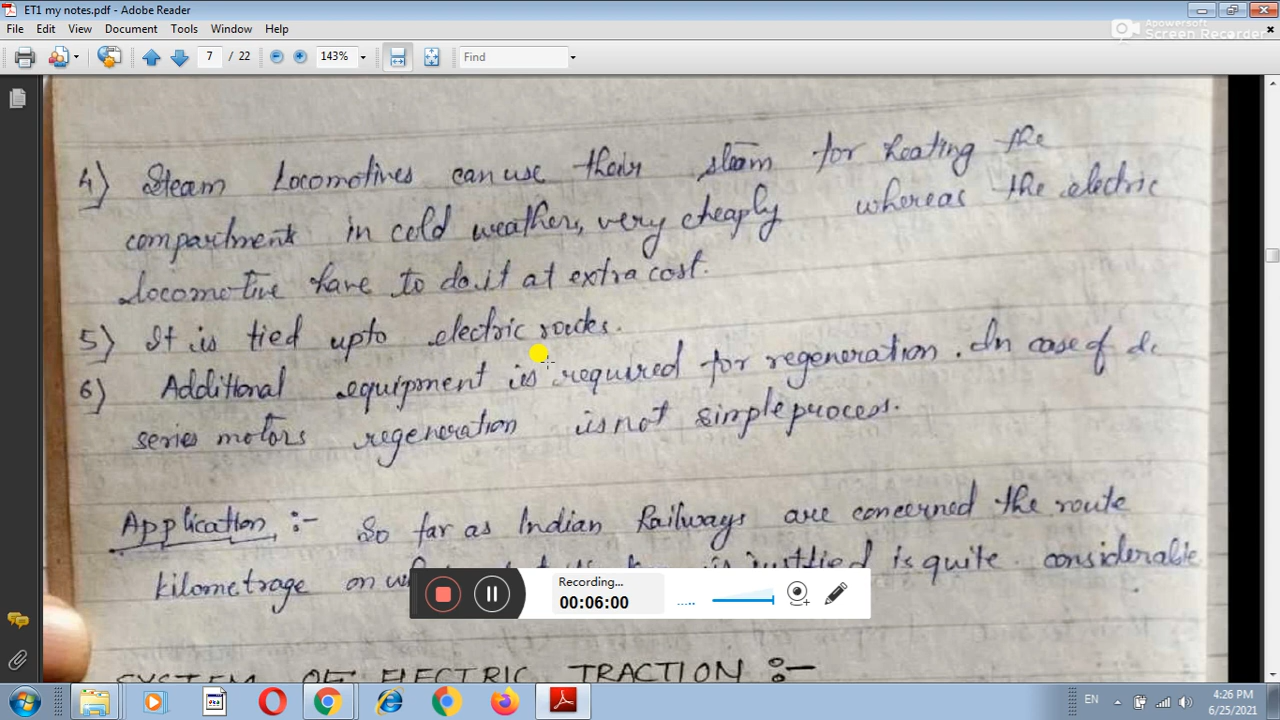 ET1 my notes.pdf - Adobe Reader
Apowersoft
Screen Recorder
File Edit View Document Tools Window Help
7 / 22 143% Find
4) Steam Locomotives can use their steam for heating the
compartment in cold weathers, very cheaply whereas the electric
locomotive have to do it at extra cost.
5) It is tied upto electric routes.
6) Additional equipment is required for regeneration. In case of dc
series motors regeneration is not simple process.
Application :- So far as Indian Railways are concerned the route
kilometrage on is quite considerable
SYSTEM OF ELECTRIC TRACTION :-
Recording...
00:06:00
EN
4:26 PM
6/25/2021